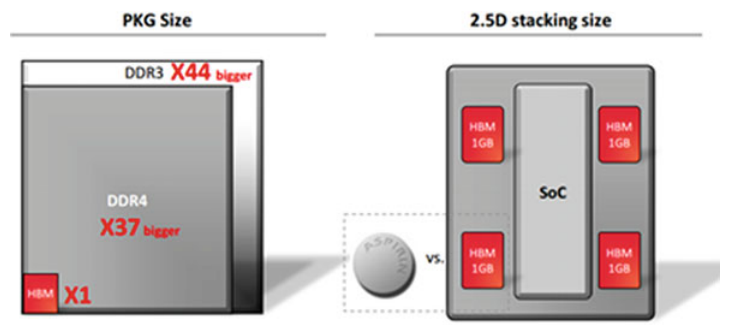 PKG Size
DDR3 X44 bigger
DDR4
X37 bigger
HBM X1
2.5D stacking size
HBM
1GB
HBM
1GB
SoC
ASPIRIN
vs.
HBM
1GB
HBM
1GB